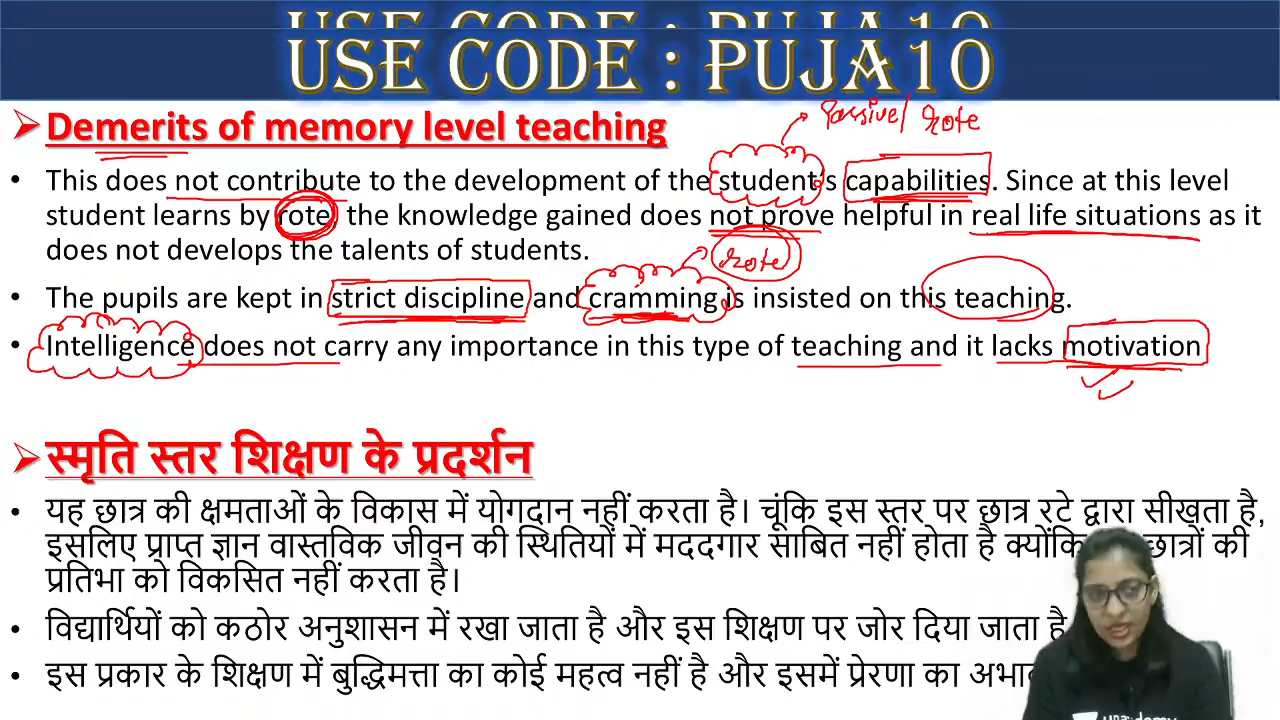 USE CODE : PUJA10
USE CODE : PUJA10
Passive/ rote
Demerits of memory level teaching
This does not contribute to the development of the student's capabilities. Since at this level
student learns by rote, the knowledge gained does not prove helpful in real life situations as it
does not develops the talents of students.
rote
The pupils are kept in strict discipline and cramming is insisted on this teaching.
Intelligence does not carry any importance in this type of teaching and it lacks motivation
स्मृति स्तर शिक्षण के प्रदर्शन
यह छात्र की क्षमताओं के विकास में योगदान नहीं करता है। चूंकि इस स्तर पर छात्र रटे द्वारा सीखता है,
इसलिए प्राप्त ज्ञान वास्तविक जीवन की स्थितियों में मददगार साबित नहीं होता है क्योंकि छात्रों की
प्रतिभा को विकसित नहीं करता है।
विद्यार्थियों को कठोर अनुशासन में रखा जाता है और इस शिक्षण पर जोर दिया जाता है
इस प्रकार के शिक्षण में बुद्धिमत्ता का कोई महत्व नहीं है और इसमें प्रेरणा का